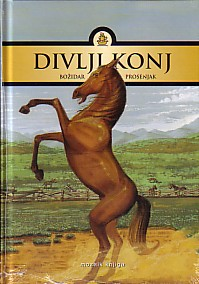 DIVLJI KONJ
BOŽIDAR PROSENJAK
mozaik knjiga